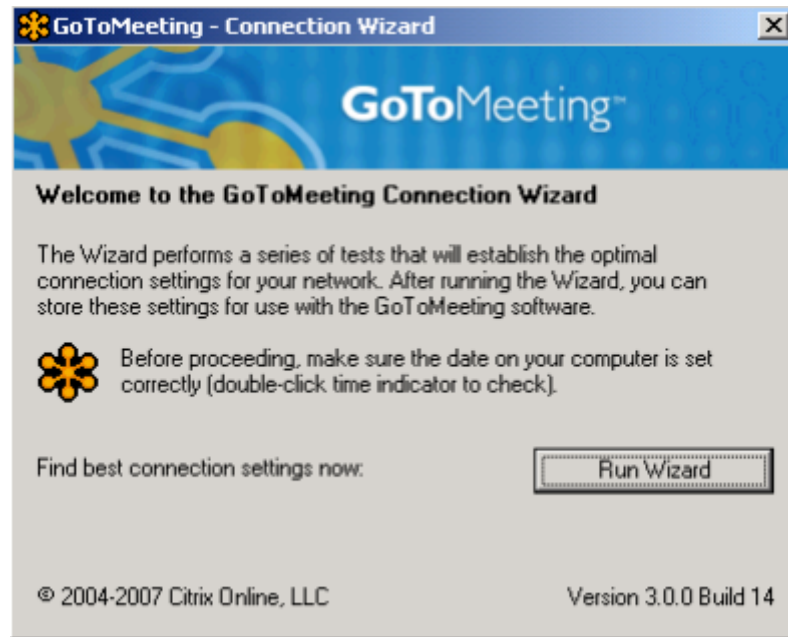 GoToMeeting - Connection Wizard
GoToMeeting™
Welcome to the GoToMeeting Connection Wizard
The Wizard performs a series of tests that will establish the optimal
connection settings for your network. After running the Wizard, you can
store these settings for use with the GoToMeeting software.
Before proceeding, make sure the date on your computer is set
correctly (double-click time indicator to check).
Find best connection settings now:
Run Wizard
© 2004-2007 Citrix Online, LLC
Version 3.0.0 Build 14